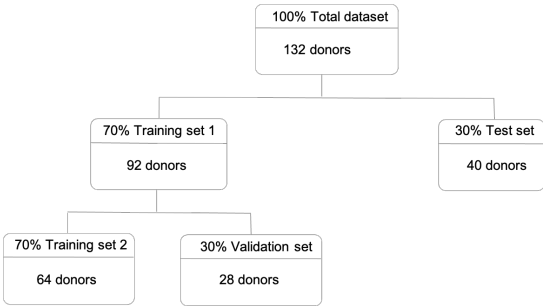 100% Total dataset
132 donors
70% Training set 1
92 donors
30% Test set
40 donors
70% Training set 2
64 donors
30% Validation set
28 donors